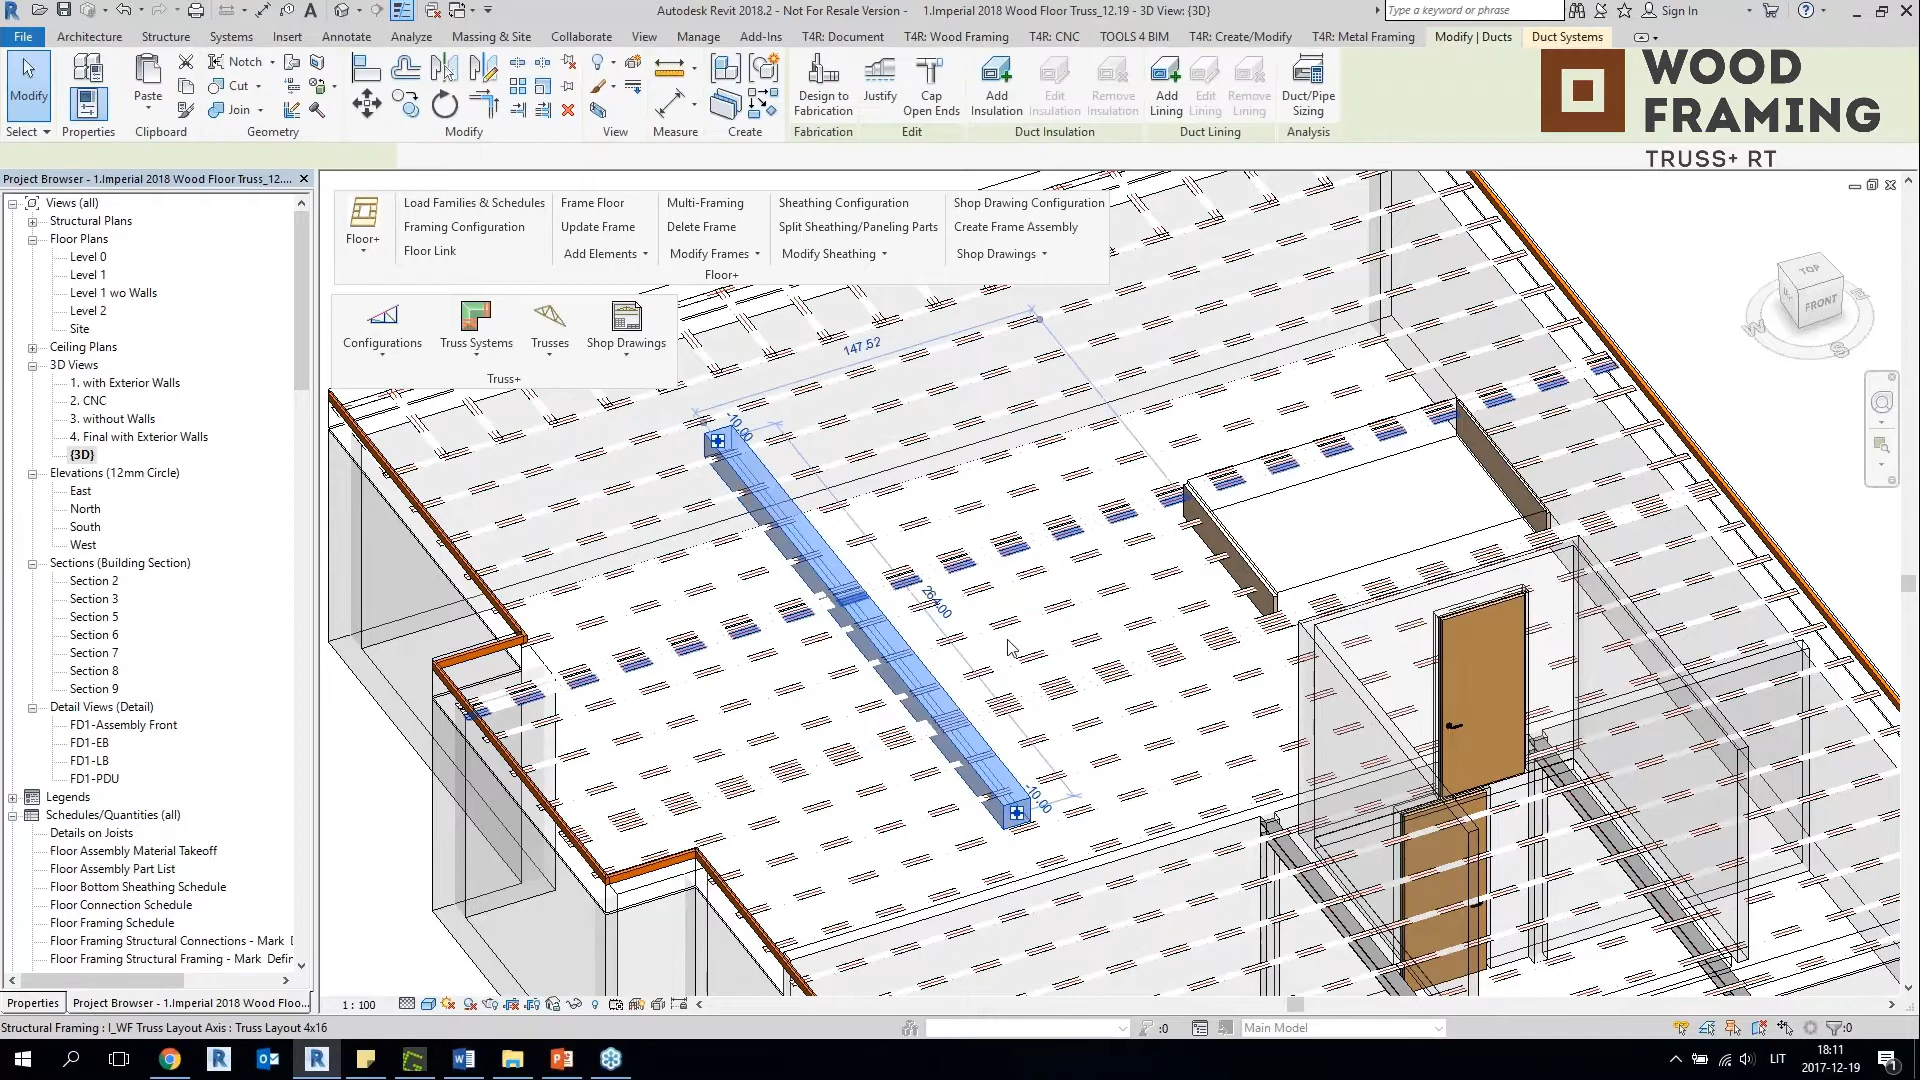 Autodesk Revit 2018.2 - Not For Resale Version - 1.Imperial 2018 Wood Floor Truss_12.19 - 3D View: {3D}
Type a keyword or phrase
Sign In
File
Architecture
Structure
Systems
Insert
Annotate
Analyze
Massing & Site
Collaborate
View
Manage
Add-Ins
T4R: Document
T4R: Wood Framing
T4R: CNC
TOOLS 4 BIM
T4R: Create/Modify
T4R: Metal Framing
Modify | Ducts
Duct Systems
Modify
Select
Properties
Paste
Clipboard
Notch
Cut
Join
Geometry
Modify
View
Measure
Create
Design to
Fabrication
Fabrication
Justify
Cap
Open Ends
Edit
Add
Insulation
Edit
Insulation
Remove
Insulation
Duct Insulation
Add
Lining
Edit
Lining
Remove
Lining
Duct Lining
Duct/Pipe
Sizing
Analysis
WOOD
FRAMING
TRUSS+ RT
Project Browser - 1.Imperial 2018 Wood Floor Truss_12....
Views (all)
Structural Plans
Floor Plans
Level 0
Level 1
Level 1 wo Walls
Level 2
Site
Ceiling Plans
3D Views
1. with Exterior Walls
2. CNC
3. without Walls
4. Final with Exterior Walls
{3D}
Elevations (12mm Circle)
East
North
South
West
Sections (Building Section)
Section 2
Section 3
Section 5
Section 6
Section 7
Section 8
Section 9
Detail Views (Detail)
FD1-Assembly Front
FD1-EB
FD1-LB
FD1-PDU
Legends
Schedules/Quantities (all)
Details on Joists
Floor Assembly Material Takeoff
Floor Assembly Part List
Floor Bottom Sheathing Schedule
Floor Connection Schedule
Floor Framing Schedule
Floor Framing Structural Connections - Mark
Floor Framing Structural Framing - Mark Defin
Properties
Project Browser - 1.Imperial 2018 Wood Floo...
Floor+
Load Families & Schedules
Framing Configuration
Floor Link
Frame Floor
Update Frame
Add Elements
Multi-Framing
Delete Frame
Modify Frames
Sheathing Configuration
Split Sheathing/Paneling Parts
Modify Sheathing
Shop Drawing Configuration
Create Frame Assembly
Shop Drawings
Floor+
Configurations
Truss Systems
Trusses
Shop Drawings
Truss+
147.52
-10.00
264.00
-10.00
TOP
FRONT
W
S
E
1 : 100
Structural Framing : I_WF Truss Layout Axis : Truss Layout 4x16
:0
Main Model
:0
LIT
18:11
2017-12-19
1